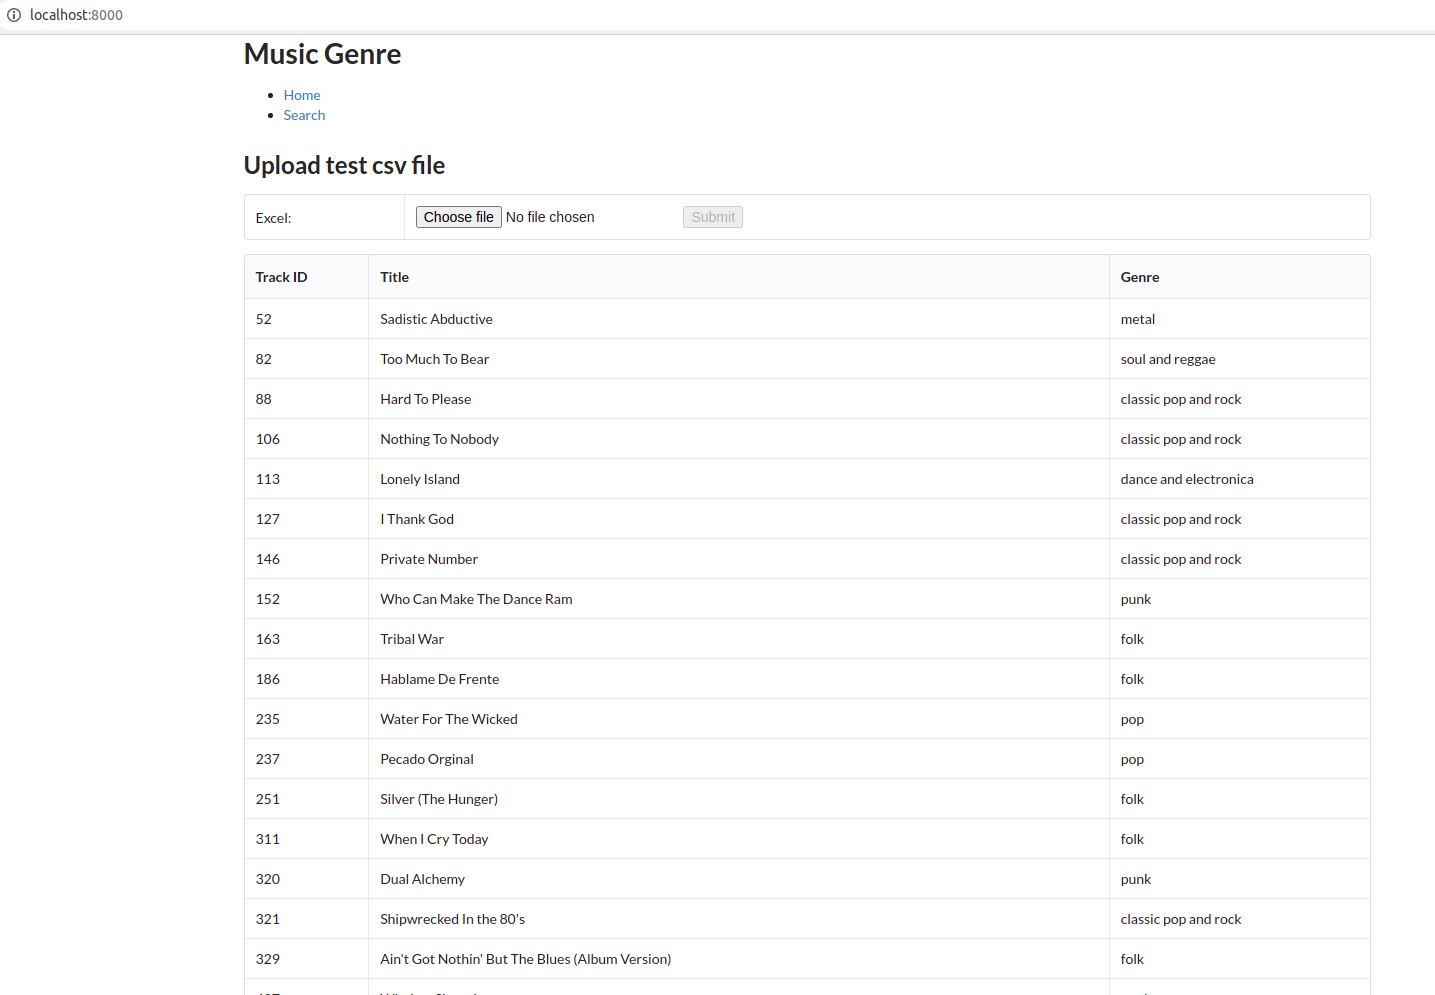 localhost:8000
Music Genre
Home
Search
Upload test csv file
Excel: Choose file No file chosen Submit
Track ID Title Genre
52 Sadistic Abductive metal
82 Too Much To Bear soul and reggae
88 Hard To Please classic pop and rock
106 Nothing To Nobody classic pop and rock
113 Lonely Island dance and electronica
127 I Thank God classic pop and rock
146 Private Number classic pop and rock
152 Who Can Make The Dance Ram punk
163 Tribal War folk
186 Hablame De Frente folk
235 Water For The Wicked pop
237 Pecado Orginal pop
251 Silver (The Hunger) folk
311 When I Cry Today folk
320 Dual Alchemy punk
321 Shipwrecked In the 80's classic pop and rock
329 Ain't Got Nothin' But The Blues (Album Version) folk